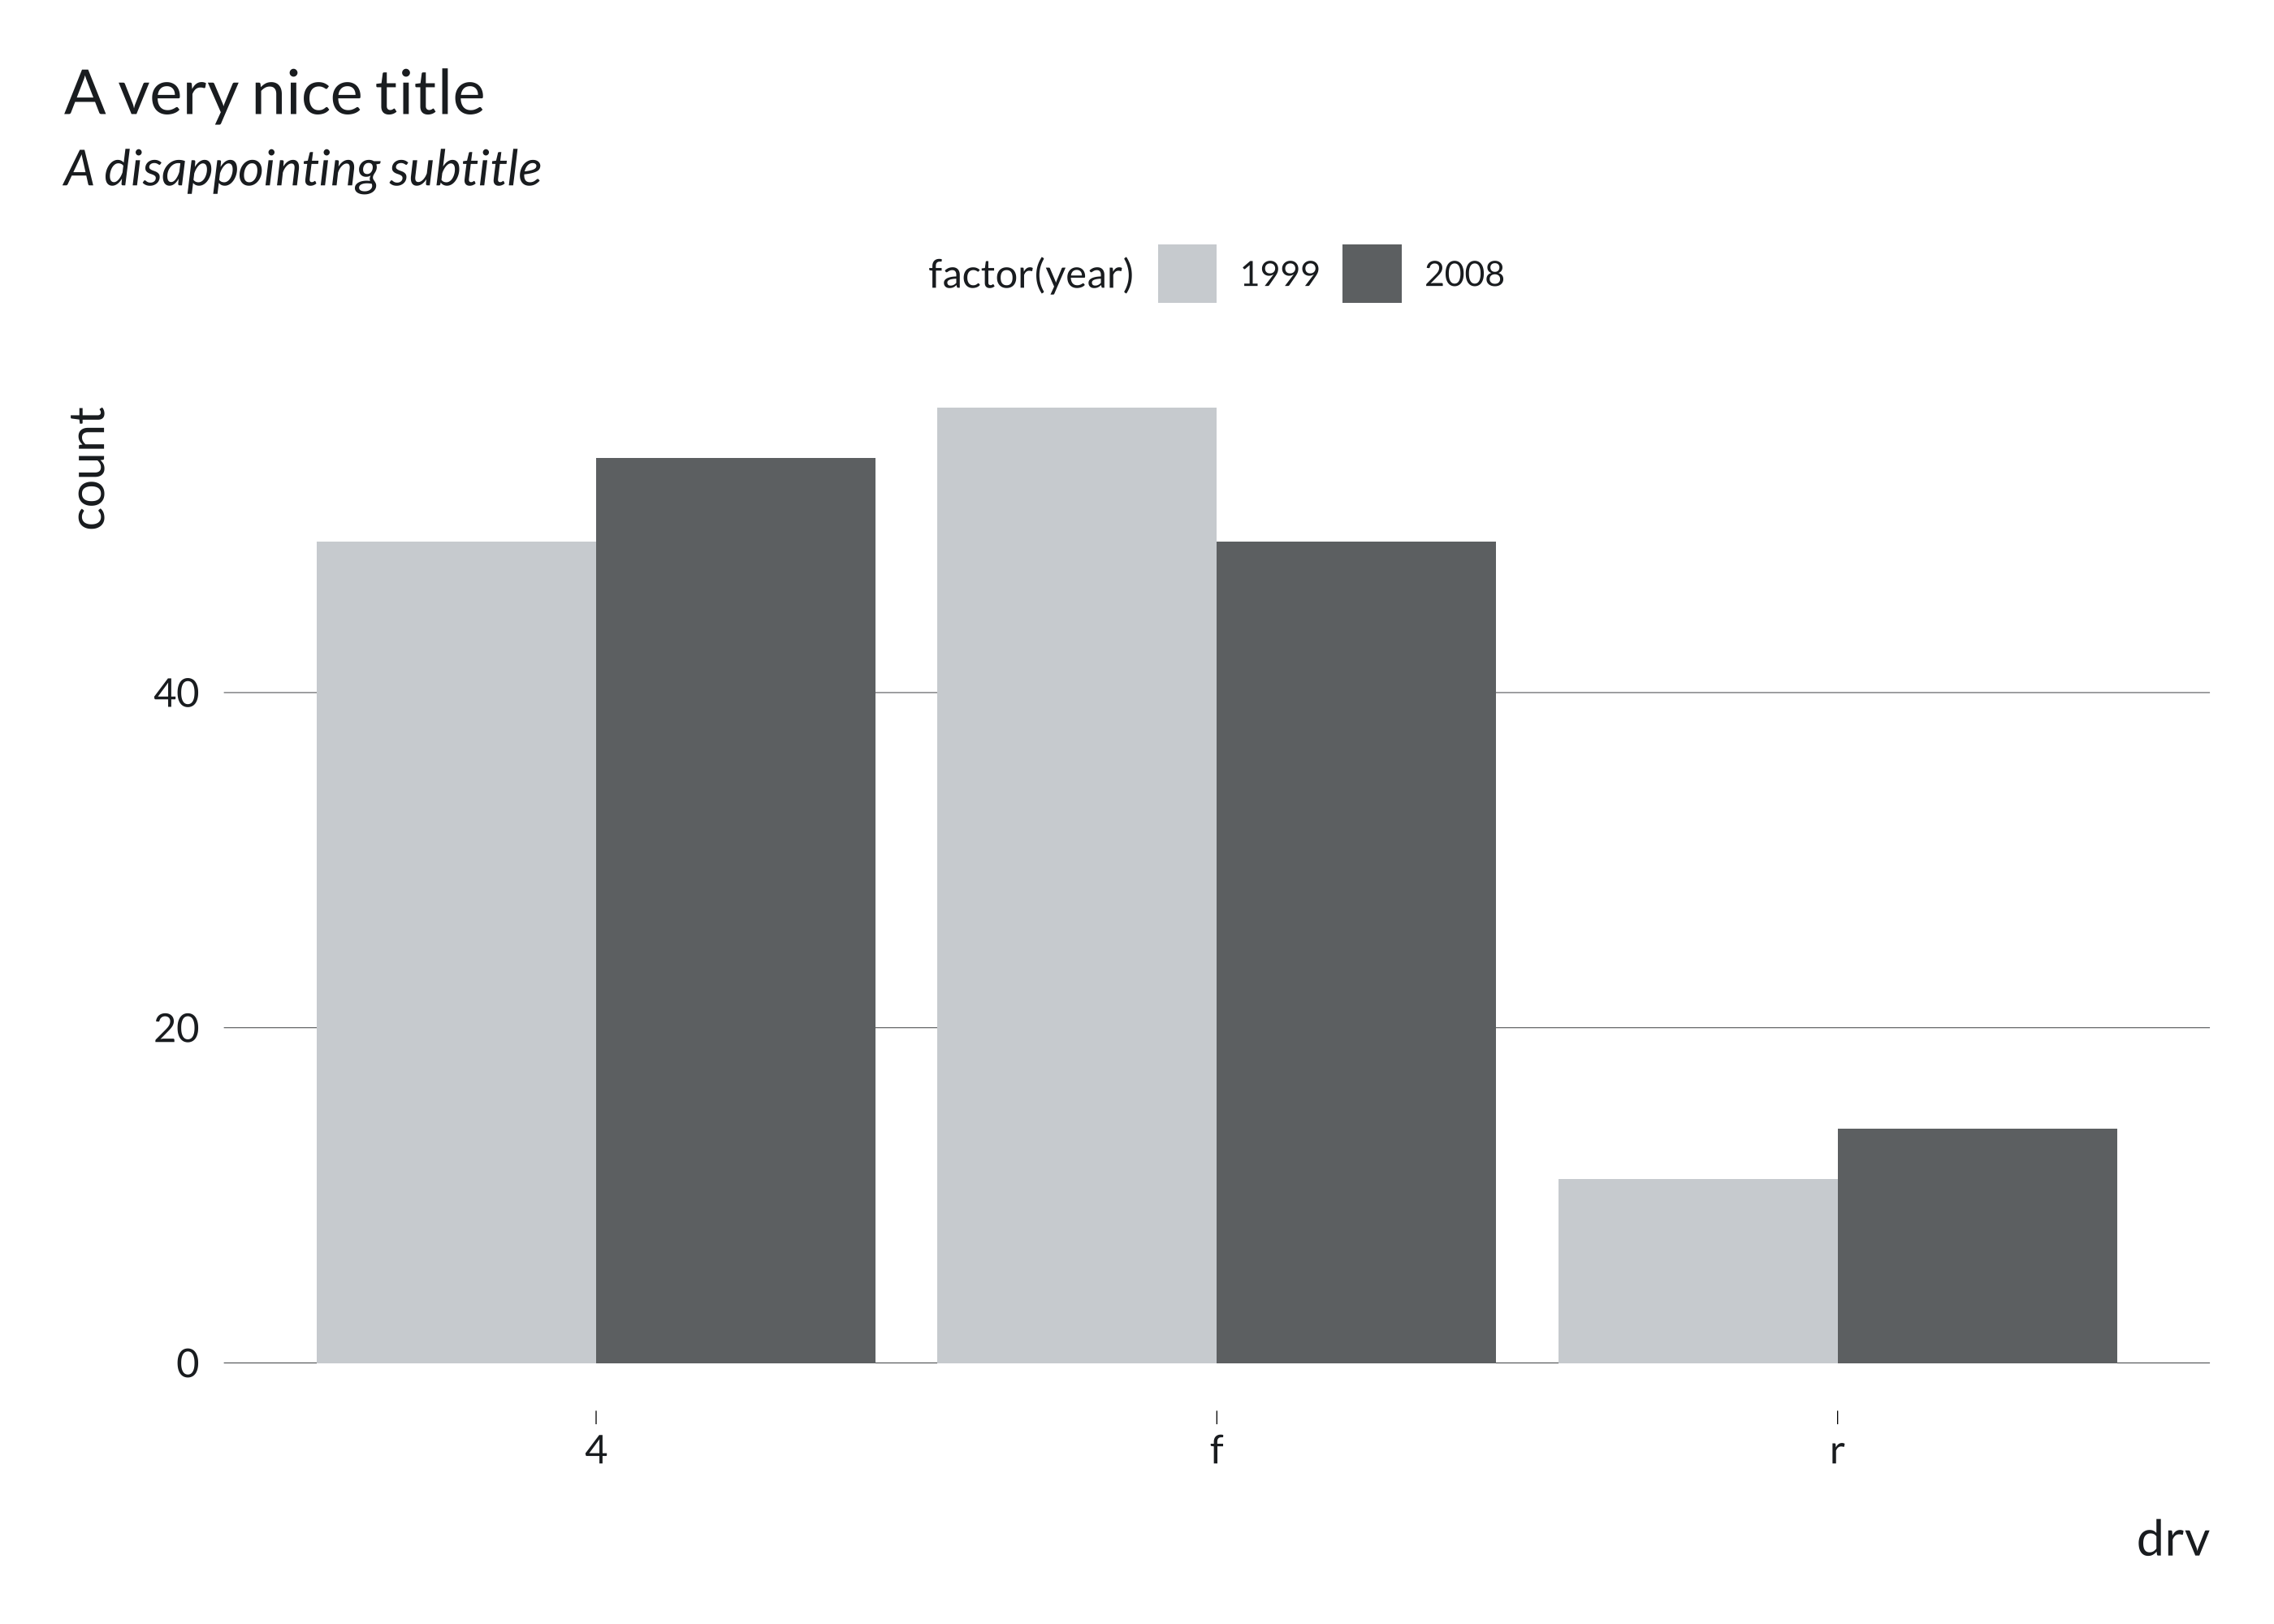 A very nice title
A disappointing subtitle
factor(year) 1999 2008
count
40
20
0
4 f r
drv